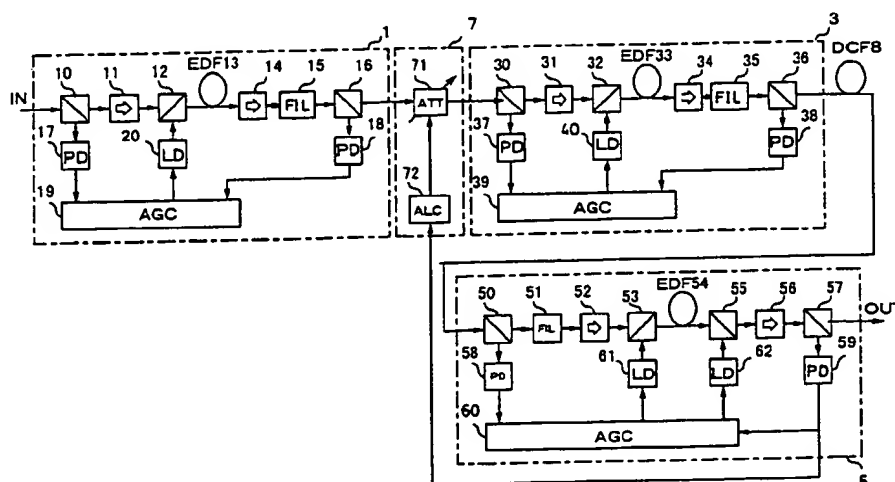 1
7
3
10 11 12 EDF13 14 15 16
71
30 31 32 EDF33 34 35 36 DCF8
IN
FIL
ATT
FIL
17 PD
20 LD
PD 18
37 PD
40 LD
PD 38
19 AGC
72 ALC
39 AGC
50 51 52 53 EDF54 55 56 57
OUT
FIL
58 PD
61 LD
LD 62
PD 59
60 AGC
5